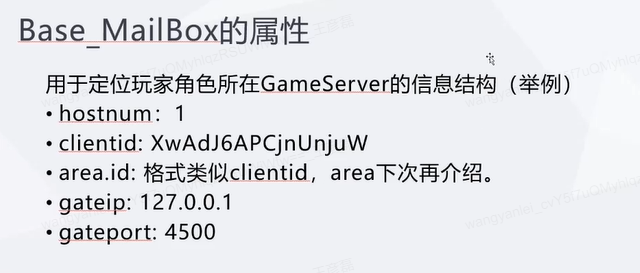 Base_MailBox的属性
用于定位玩家角色所在GameServer的信息结构（举例）
• hostnum：1
• clientid: XwAdJ6APCjnUnjuW
• area.id: 格式类似clientid，area下次再介绍。
• gateip: 127.0.0.1
• gateport: 4500